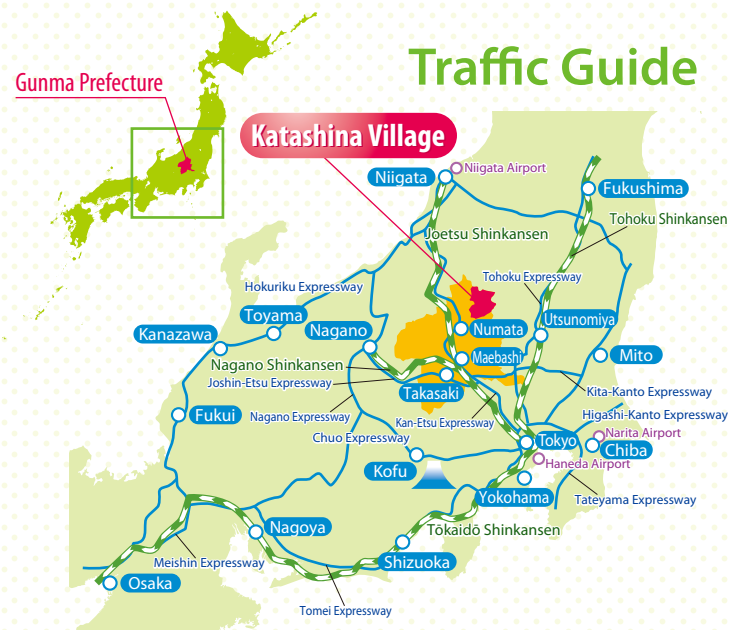 Traffic Guide
Gunma Prefecture
Katashina Village
Niigata Airport
Niigata
Fukushima
Tohoku Shinkansen
Joetsu Shinkansen
Tohoku Expressway
Hokuriku Expressway
Toyama
Utsunomiya
Kanazawa
Nagano
Numata
Maebashi
Mito
Nagano Shinkansen
Joshin-Etsu Expressway
Takasaki
Kita-Kanto Expressway
Fukui
Nagano Expressway
Kan-Etsu Expressway
Higashi-Kanto Expressway
Chuo Expressway
Tokyo
Narita Airport
Chiba
Kofu
Haneda Airport
Yokohama
Tateyama Expressway
Nagoya
Tōkaidō Shinkansen
Meishin Expressway
Shizuoka
Osaka
Tomei Expressway